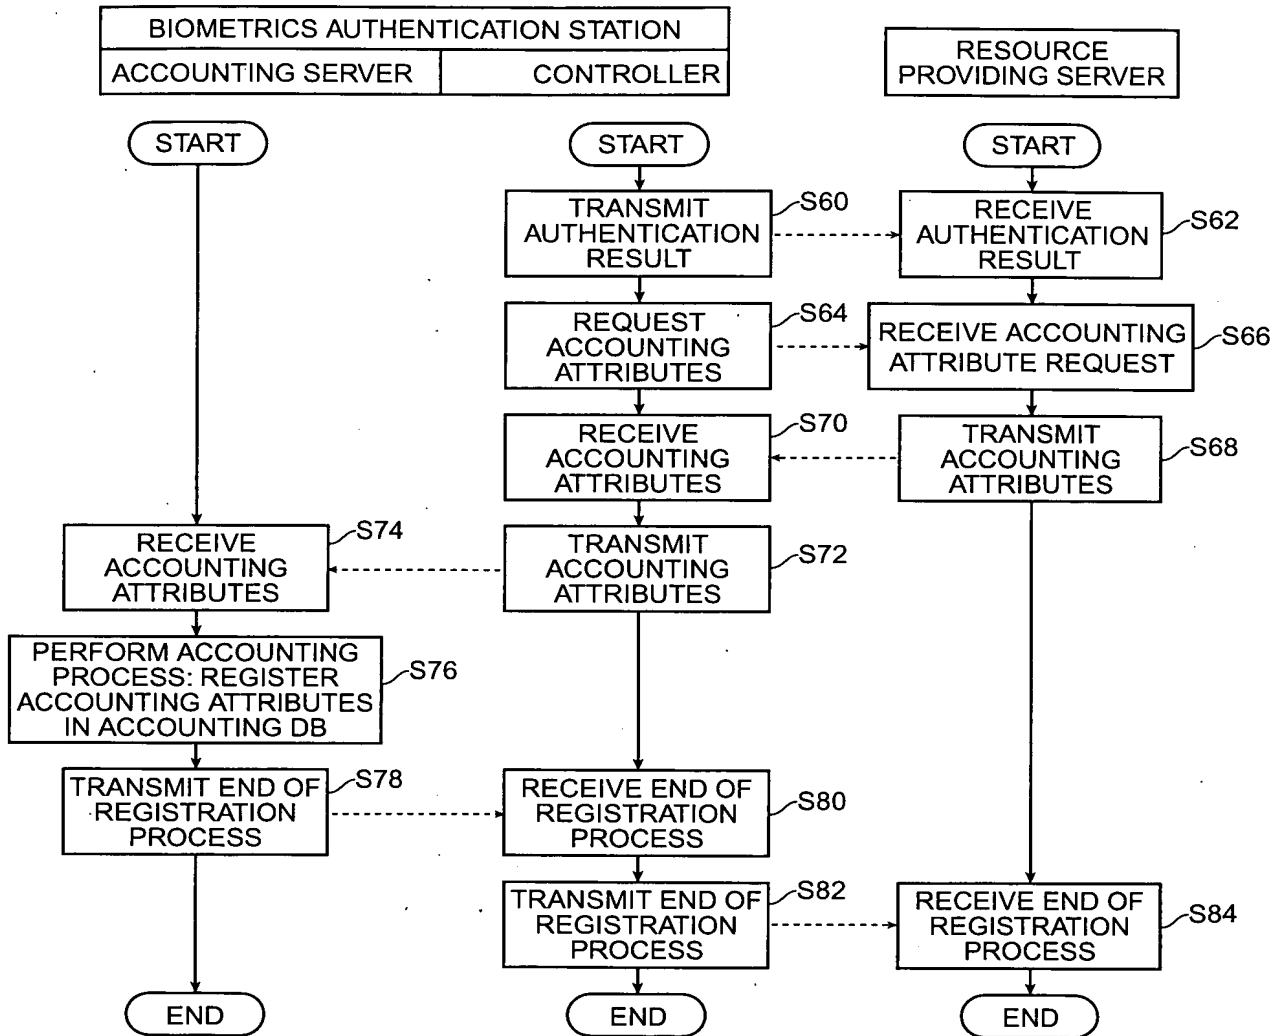 BIOMETRICS AUTHENTICATION STATION
ACCOUNTING SERVER
CONTROLLER
RESOURCE
PROVIDING SERVER
START
START
START
TRANSMIT
AUTHENTICATION
RESULT
S60
RECEIVE
AUTHENTICATION
RESULT
S62
REQUEST
ACCOUNTING
ATTRIBUTES
S64
RECEIVE ACCOUNTING
ATTRIBUTE REQUEST
S66
RECEIVE
ACCOUNTING
ATTRIBUTES
S70
TRANSMIT
ACCOUNTING
ATTRIBUTES
S68
RECEIVE
ACCOUNTING
ATTRIBUTES
S74
TRANSMIT
ACCOUNTING
ATTRIBUTES
S72
PERFORM ACCOUNTING
PROCESS: REGISTER
ACCOUNTING ATTRIBUTES
IN ACCOUNTING DB
S76
TRANSMIT END OF
REGISTRATION
PROCESS
S78
RECEIVE END OF
REGISTRATION
PROCESS
S80
TRANSMIT END OF
REGISTRATION
PROCESS
S82
RECEIVE END OF
REGISTRATION
PROCESS
S84
END
END
END